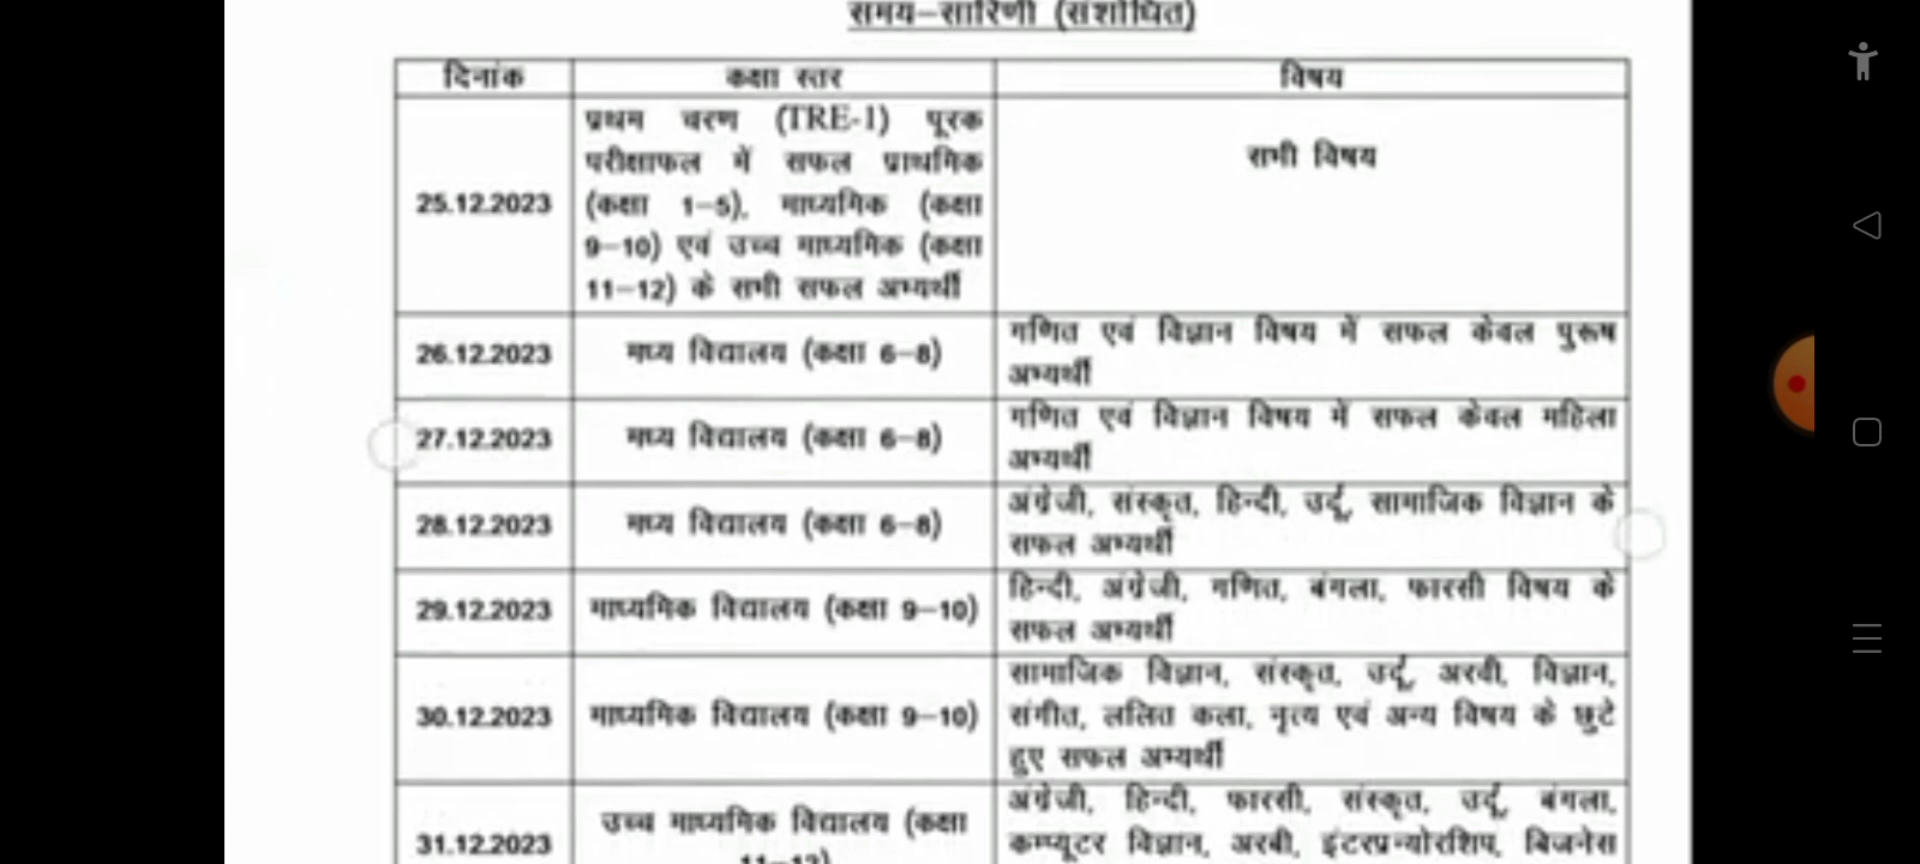 समय–सारिणी (संशोधित)
दिनांक कक्षा स्तर विषय
प्रथम चरण (TRE-1) पूरक
परीक्षाफल में सफल प्राथमिक
25.12.2023 (कक्षा 1–5), माध्यमिक (कक्षा
9–10) एवं उच्च माध्यमिक (कक्षा
11–12) के सभी सफल अभ्यर्थी
सभी विषय
26.12.2023 मध्य विद्यालय (कक्षा 6–8)
गणित एवं विज्ञान विषय में सफल केवल पुरूष
अभ्यर्थी
27.12.2023 मध्य विद्यालय (कक्षा 6–8)
गणित एवं विज्ञान विषय में सफल केवल महिला
अभ्यर्थी
28.12.2023 मध्य विद्यालय (कक्षा 6–8)
अंग्रेजी, संस्कृत, हिन्दी, उर्दू, सामाजिक विज्ञान के
सफल अभ्यर्थी
29.12.2023 माध्यमिक विद्यालय (कक्षा 9–10)
हिन्दी, अंग्रेजी, गणित, बंगला, फारसी विषय के
सफल अभ्यर्थी
30.12.2023 माध्यमिक विद्यालय (कक्षा 9–10)
सामाजिक विज्ञान, संस्कृत, उर्दू, अरबी, विज्ञान,
संगीत, ललित कला, नृत्य एवं अन्य विषय के छुटे
हुए सफल अभ्यर्थी
31.12.2023 उच्च माध्यमिक विद्यालय (कक्षा
11–12)
अंग्रेजी, हिन्दी, फारसी, संस्कृत, उर्दू, बंगला,
कम्प्यूटर विज्ञान, अरबी, इंटरप्रन्योरशिप, बिजनेस